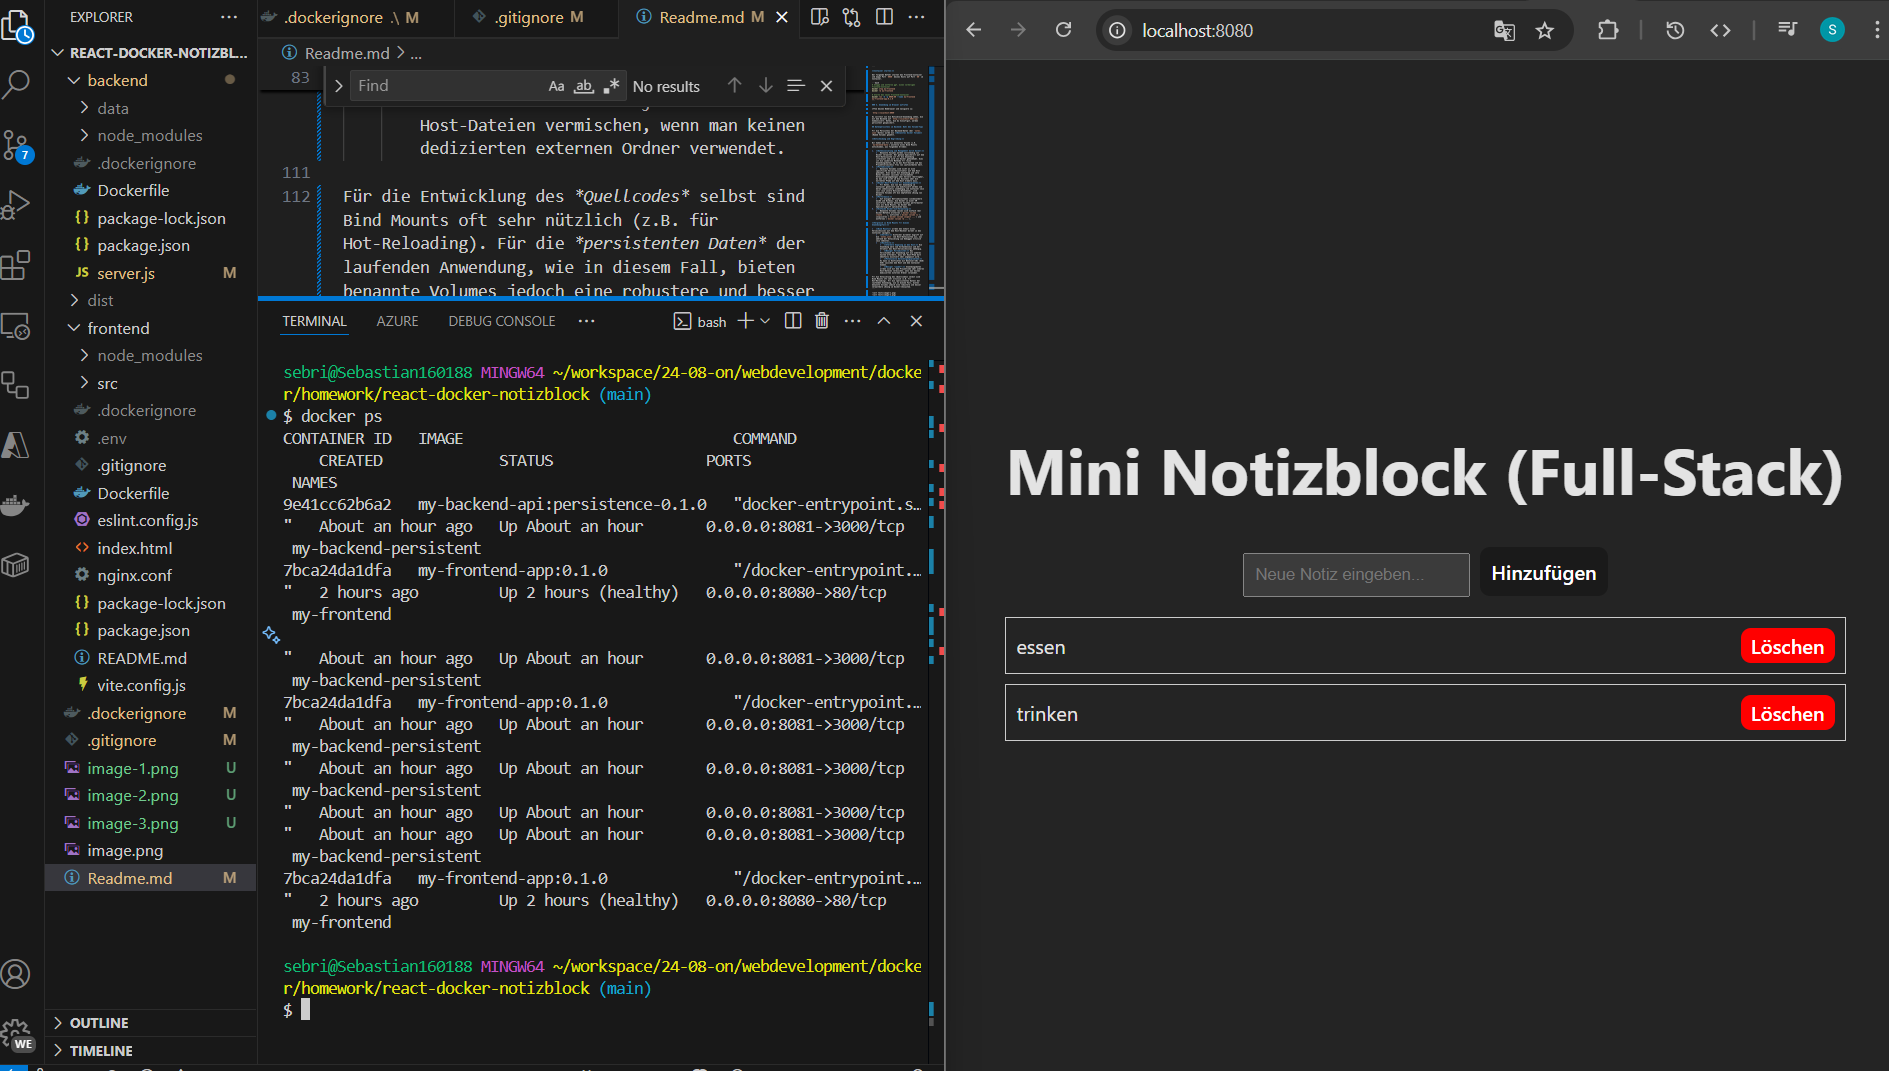 EXPLORER
REACT-DOCKER-NOTIZBL...
backend
data
node_modules
.dockerignore
Dockerfile
package-lock.json
package.json
JS server.js M
dist
frontend
node_modules
src
.dockerignore
.env
.gitignore
Dockerfile
eslint.config.js
index.html
nginx.conf
package-lock.json
package.json
README.md
vite.config.js
.dockerignore M
.gitignore M
image-1.png U
image-2.png U
image-3.png U
image.png
Readme.md M
OUTLINE
TIMELINE
7
WE
.dockerignore .\ M
.gitignore M
Readme.md M
Readme.md > ...
83
Find
Aa ab .* No results
Host-Dateien vermischen, wenn man keinen
dedizierten externen Ordner verwendet.
111
112 Für die Entwicklung des *Quellcodes* selbst sind
Bind Mounts oft sehr nützlich (z.B. für
Hot-Reloading). Für die *persistenten Daten* der
laufenden Anwendung, wie in diesem Fall, bieten
benannte Volumes jedoch eine robustere und besser
TERMINAL AZURE DEBUG CONSOLE ... bash
sebri@Sebastian160188 MINGW64 ~/workspace/24-08-on/webdevelopment/docke
r/homework/react-docker-notizblock (main)
$ docker ps
CONTAINER ID IMAGE COMMAND
CREATED STATUS PORTS
NAMES
9e41cc62b6a2 my-backend-api:persistence-0.1.0 "docker-entrypoint.s…
" About an hour ago Up About an hour 0.0.0.0:8081->3000/tcp
my-backend-persistent
7bca24da1dfa my-frontend-app:0.1.0 "/docker-entrypoint.…
" 2 hours ago Up 2 hours (healthy) 0.0.0.0:8080->80/tcp
my-frontend
" About an hour ago Up About an hour 0.0.0.0:8081->3000/tcp
my-backend-persistent
7bca24da1dfa my-frontend-app:0.1.0 "/docker-entrypoint.…
" About an hour ago Up About an hour 0.0.0.0:8081->3000/tcp
my-backend-persistent
" About an hour ago Up About an hour 0.0.0.0:8081->3000/tcp
my-backend-persistent
" About an hour ago Up About an hour 0.0.0.0:8081->3000/tcp
" About an hour ago Up About an hour 0.0.0.0:8081->3000/tcp
my-backend-persistent
7bca24da1dfa my-frontend-app:0.1.0 "/docker-entrypoint.…
" 2 hours ago Up 2 hours (healthy) 0.0.0.0:8080->80/tcp
my-frontend
sebri@Sebastian160188 MINGW64 ~/workspace/24-08-on/webdevelopment/docke
r/homework/react-docker-notizblock (main)
$
localhost:8080
S
Mini Notizblock (Full-Stack)
Neue Notiz eingeben... Hinzufügen
essen Löschen
trinken Löschen